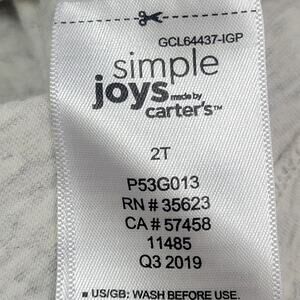 GCL64437-IGP
simple
joys made by
carter's™
2T
P53G013
RN # 35623
CA # 57458
11485
Q3 2019
■ US/GB: WASH BEFORE USE.